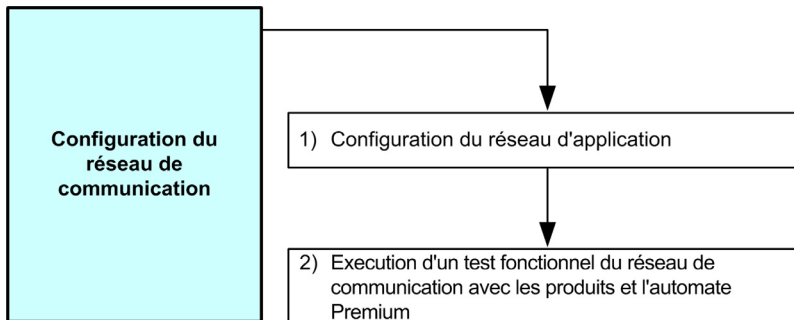 Configuration du
réseau de
communication
1) Configuration du réseau d'application
2) Execution d'un test fonctionnel du réseau de
communication avec les produits et l'automate
Premium